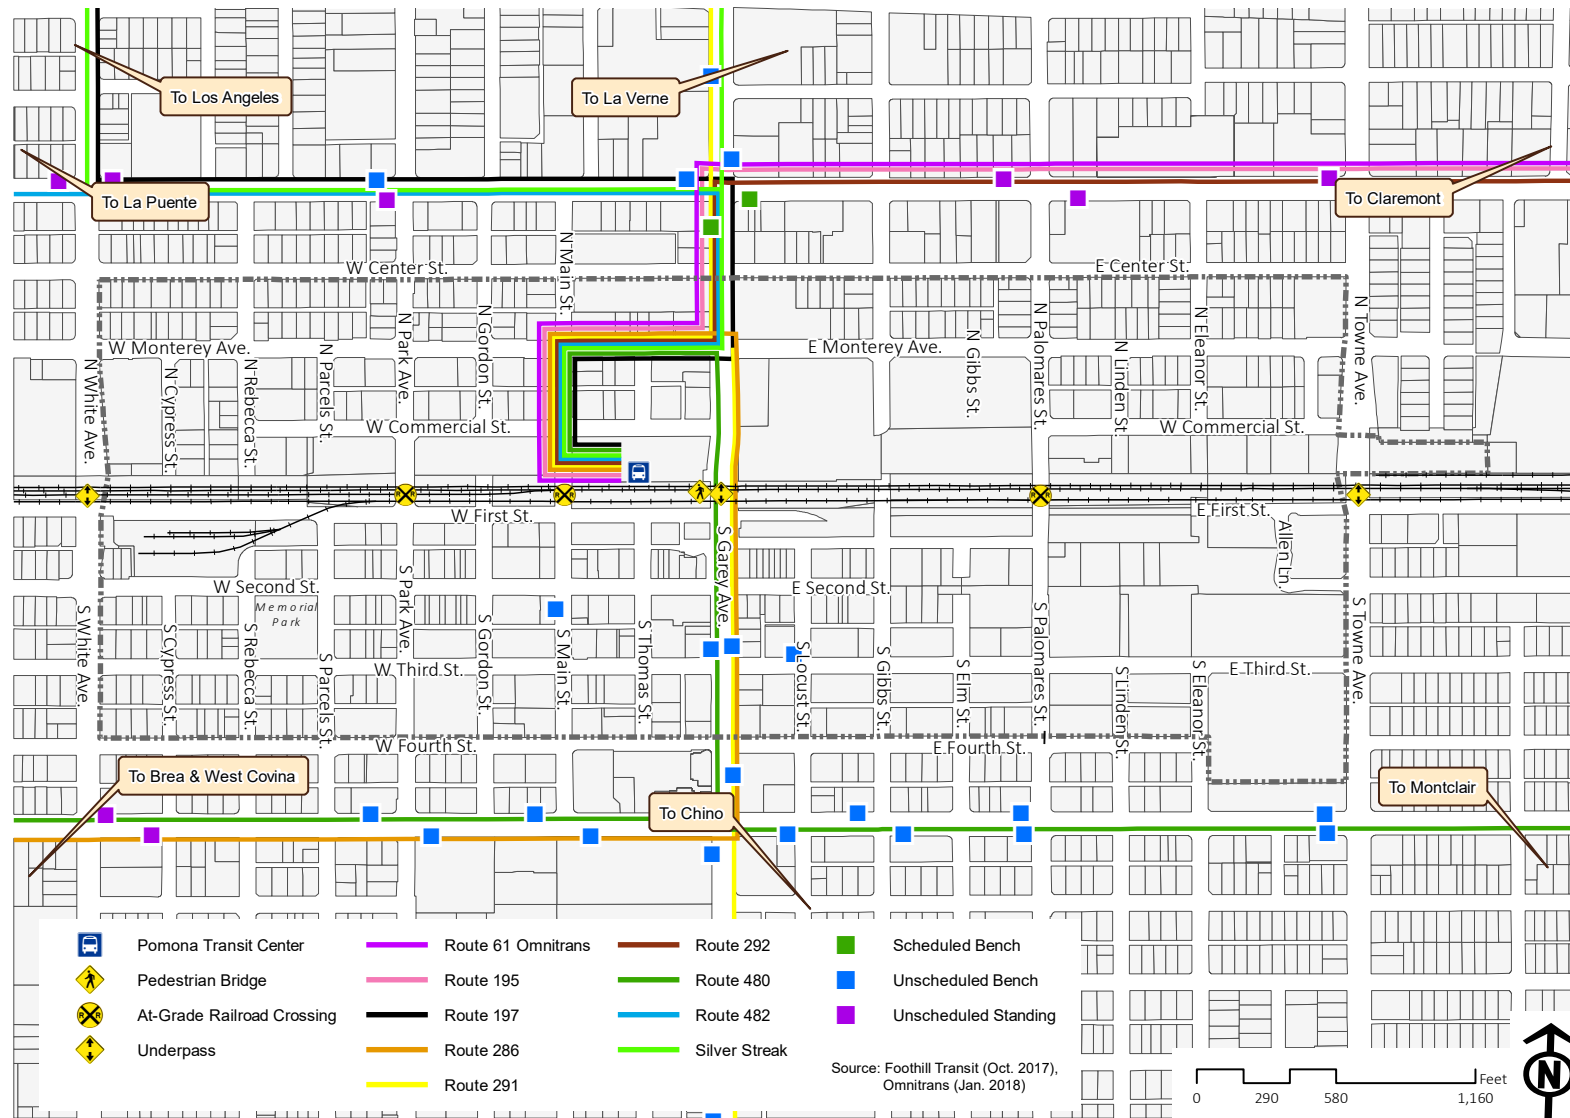 To Los Angeles
To La Verne
To La Puente
To Claremont
W Center St.
E Center St.
N Main St.
W Monterey Ave.
E Monterey Ave.
N White Ave.
N Cypress St.
N Rebecca St.
N Parcels St.
N Park Ave.
N Gordon St.
N Gibbs St.
N Palomares St.
N Linden St.
N Eleanor St.
N Towne Ave.
W Commercial St.
W Commercial St.
W First St.
E First St.
Allen Ln.
S Garey Ave.
W Second St.
E Second St.
Memorial
Park
S White Ave.
S Cypress St.
S Rebecca St.
S Parcels St.
S Park Ave.
S Gordon St.
S Main St.
S Thomas St.
S Locust St.
S Gibbs St.
S Elm St.
S Palomares St.
S Linden St.
S Eleanor St.
S Towne Ave.
W Third St.
E Third St.
W Fourth St.
E Fourth St.
To Brea & West Covina
To Chino
To Montclair
Pomona Transit Center
Pedestrian Bridge
At-Grade Railroad Crossing
Underpass
Route 61 Omnitrans
Route 195
Route 197
Route 286
Route 291
Route 292
Route 480
Route 482
Silver Streak
Scheduled Bench
Unscheduled Bench
Unscheduled Standing
Source: Foothill Transit (Oct. 2017),
Omnitrans (Jan. 2018)
Feet
0 290 580 1,160
N